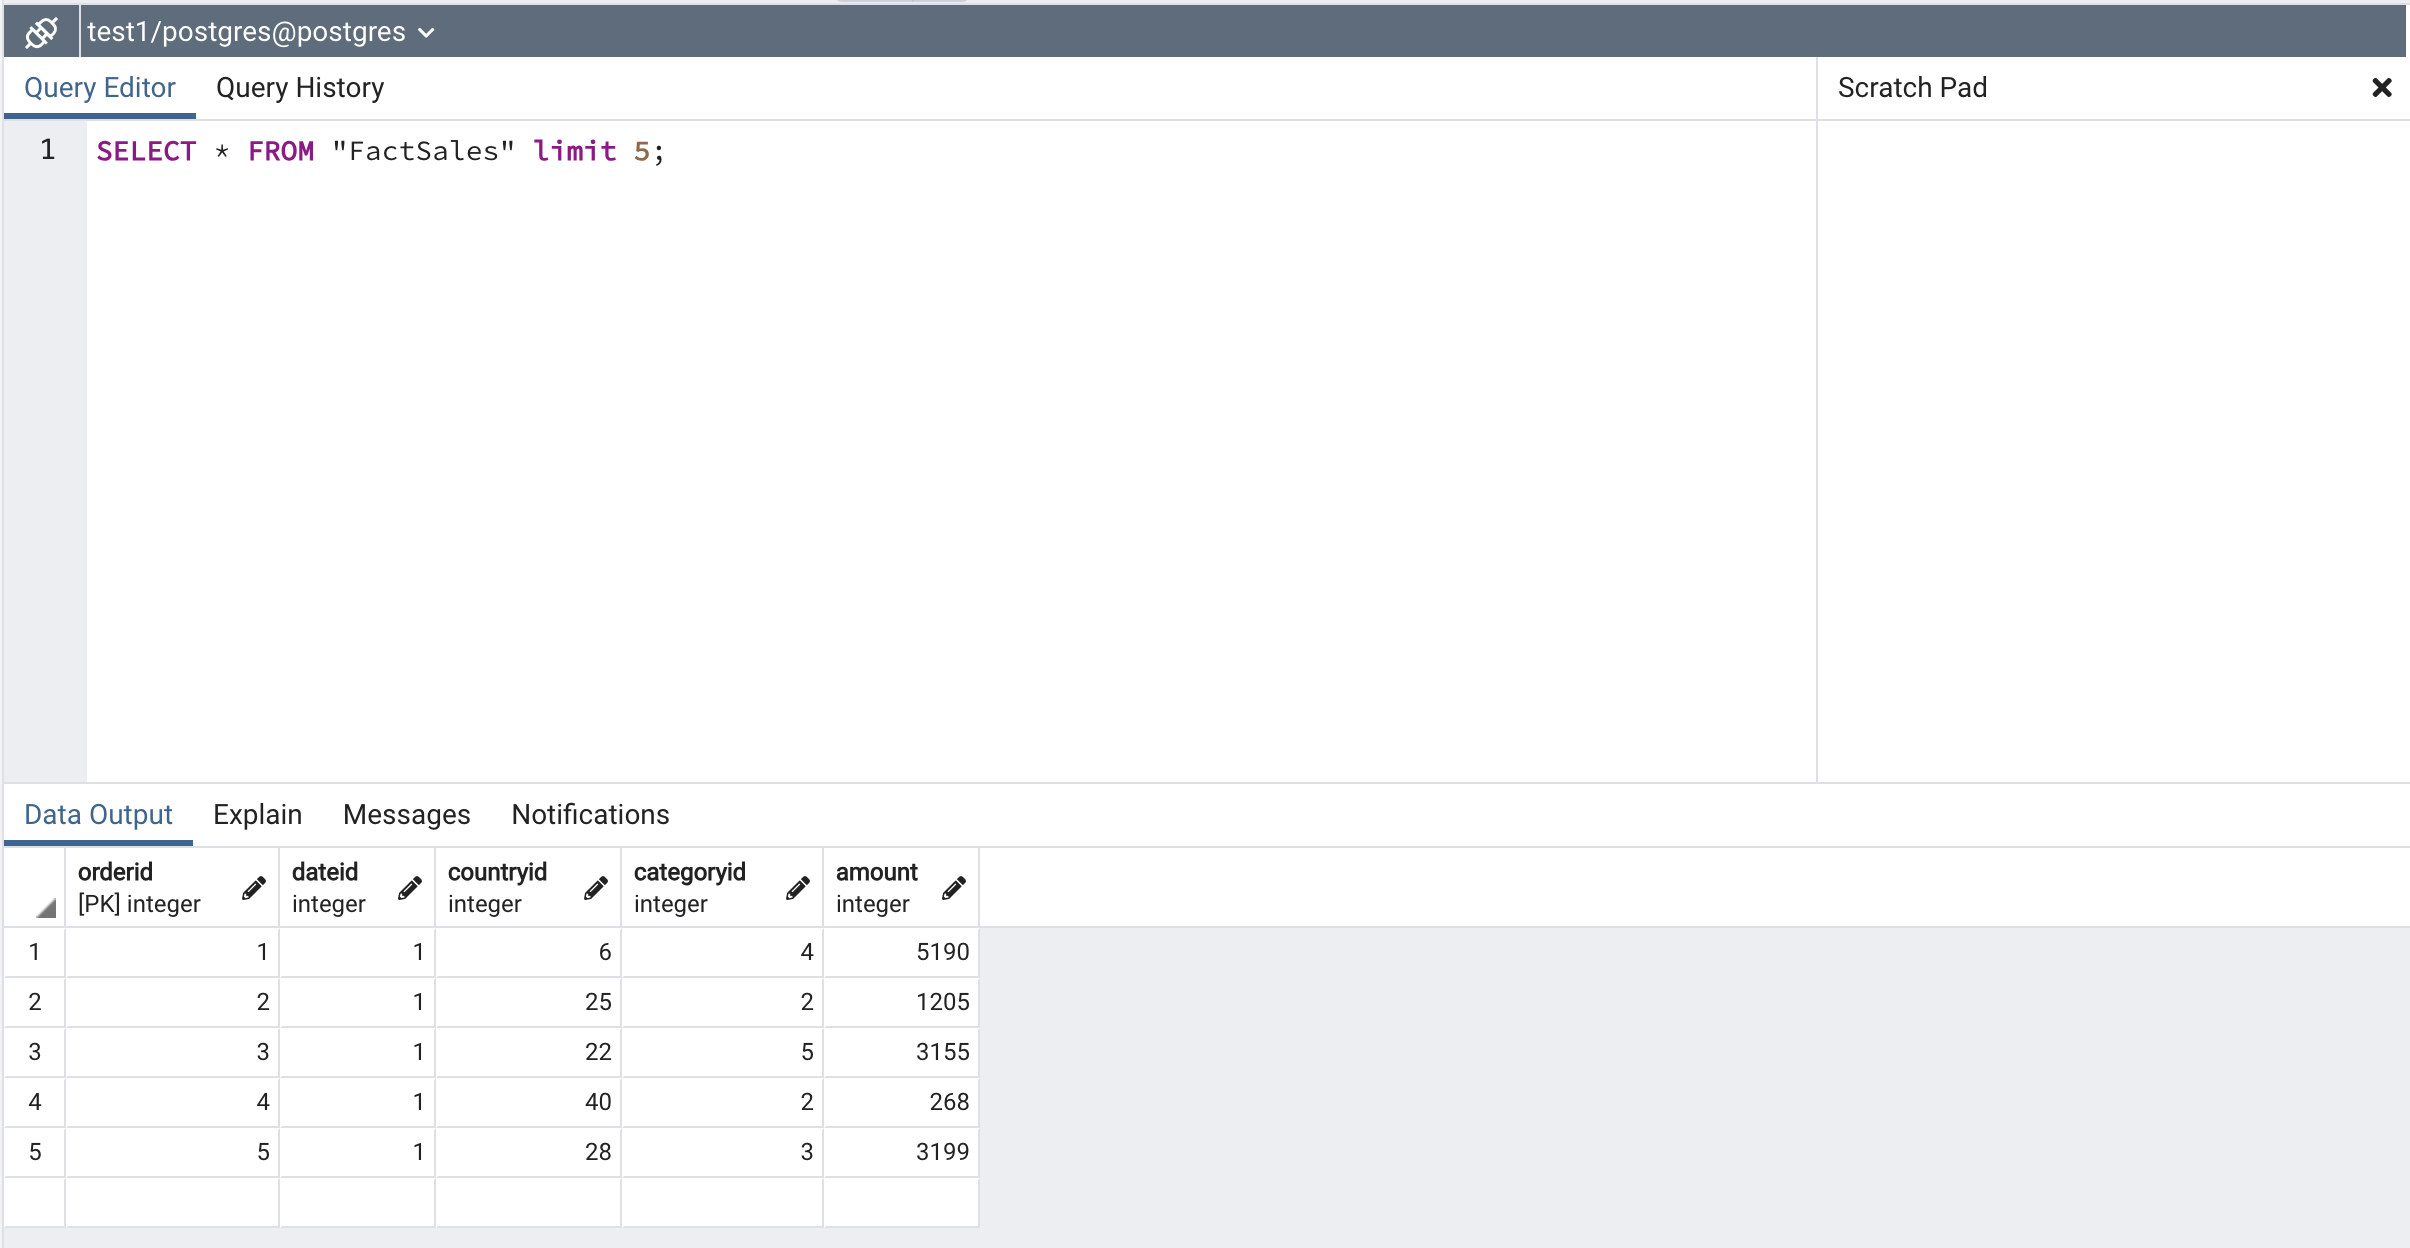 test1/postgres@postgres
Query Editor Query History Scratch Pad
1 SELECT * FROM "FactSales" limit 5;
Data Output Explain Messages Notifications
orderid dateid countryid categoryid amount
[PK] integer integer integer integer integer
1 1 1 6 4 5190
2 2 1 25 2 1205
3 3 1 22 5 3155
4 4 1 40 2 268
5 5 1 28 3 3199